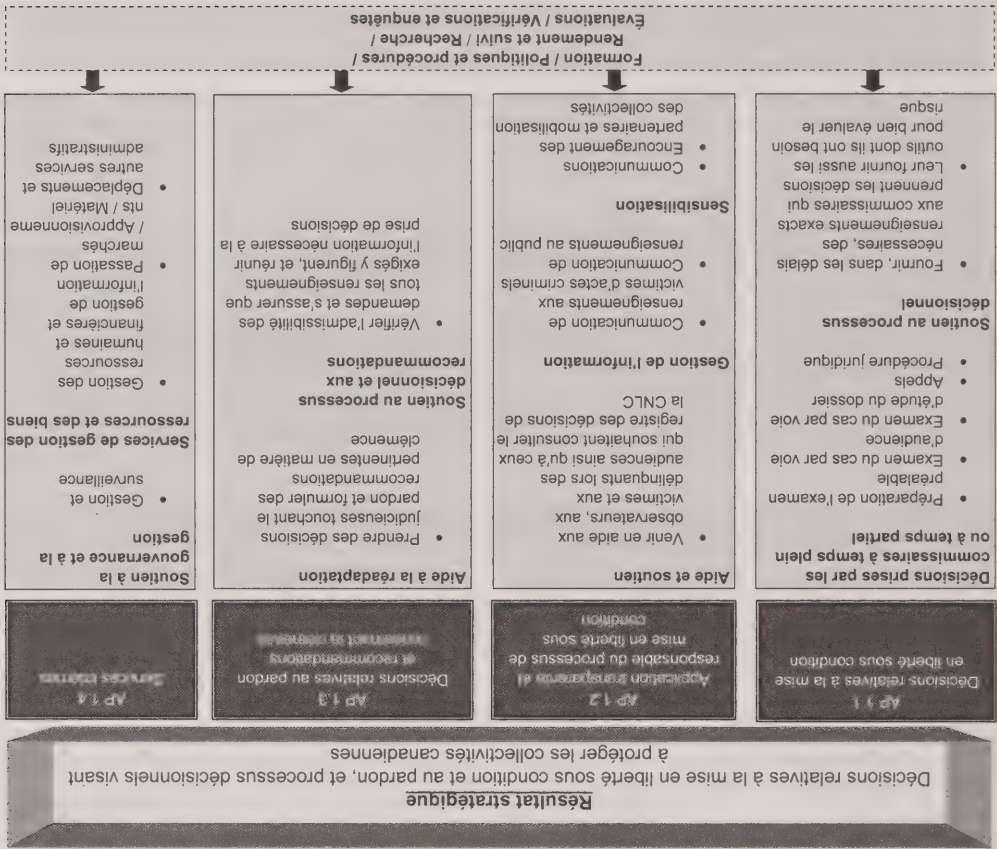 Résultat stratégique
Décisions relatives à la mise en liberté sous condition et au pardon, et processus décisionnels visant
à protéger les collectivités canadiennes
AP 1.1
Décisions relatives à la mise
en liberté sous condition
Décisions prises par les
commissaires à temps plein
ou à temps partiel
• Préparation de l'examen
préalable
• Examen du cas par voie
d'audience
• Examen du cas par voie
d'étude du dossier
• Appels
• Procédure juridique
Soutien au processus
décisionnel
• Fournir, dans les délais
nécessaires, des
renseignements exacts
aux commissaires qui
prennent les décisions
• Leur fournir aussi les
outils dont ils ont besoin
pour bien évaluer le
risque
AP 1.2
Application transparente et
responsable du processus de
mise en liberté sous
condition
Aide et soutien
• Venir en aide aux
observateurs, aux
victimes et aux
délinquants lors des
audiences ainsi qu'à ceux
qui souhaitent consulter le
registre des décisions de
la CNLC
Gestion de l'information
• Communication de
renseignements aux
victimes d'actes criminels
• Communication de
renseignements au public
Sensibilisation
• Communications
• Encouragement des
partenaires et mobilisation
des collectivités
AP 1.3
Décisions relatives au pardon
et recommandations
concernant la clémence
Aide à la réadaptation
• Prendre des décisions
judicieuses touchant le
pardon et formuler des
recommandations
pertinentes en matière de
clémence
Soutien au processus
décisionnel et aux
recommandations
• Vérifier l'admissibilité des
demandes et s'assurer que
tous les renseignements
exigés y figurent, et réunir
l'information nécessaire à la
prise de décisions
AP 1.4
Services internes
Soutien à la
gouvernance et à la
gestion
• Gestion et
surveillance
Services de gestion des
ressources et des biens
• Gestion des
ressources
humaines et
financières et
gestion de
l'information
• Passation de
marchés
/ Approvisionneme
nts / Matériel
• Déplacements et
autres services
administratifs
Formation / Politiques et procédures /
Rendement et suivi / Recherche /
Évaluations / Vérifications et enquêtes